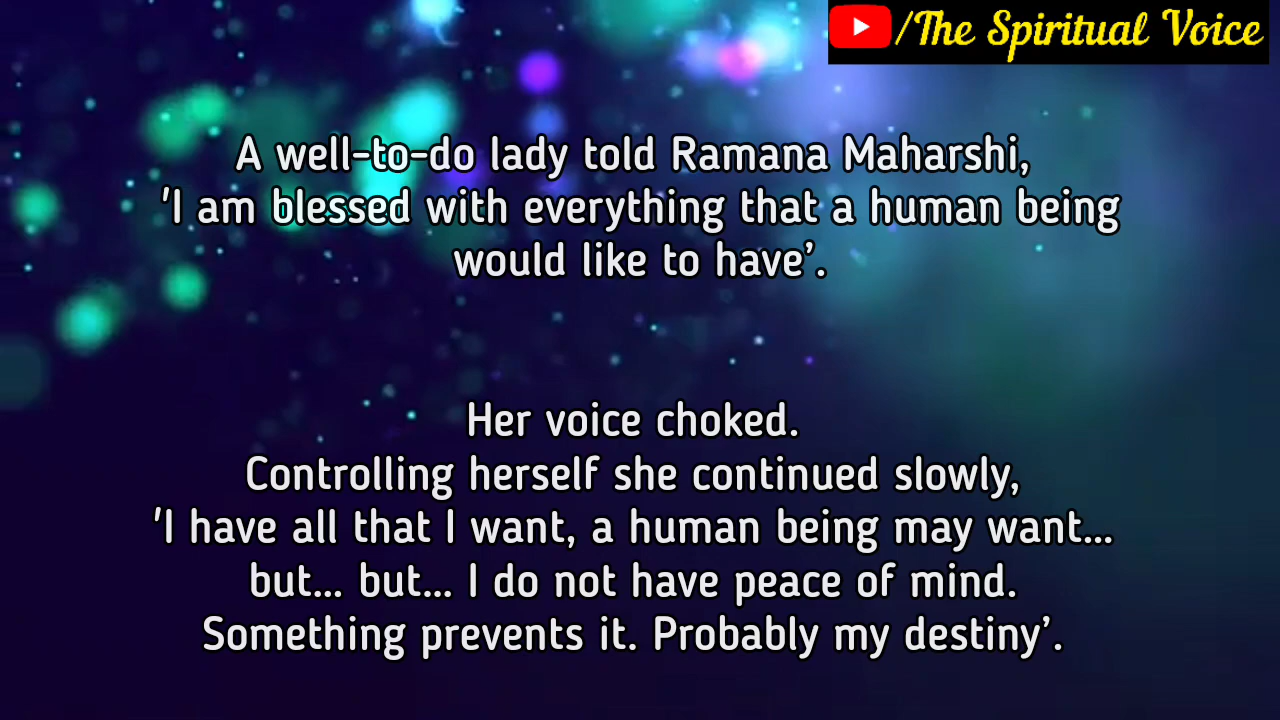 /The Spiritual Voice
A well-to-do lady told Ramana Maharshi,
'I am blessed with everything that a human being
would like to have’.
Her voice choked.
Controlling herself she continued slowly,
'I have all that I want, a human being may want...
but... but... I do not have peace of mind.
Something prevents it. Probably my destiny’.